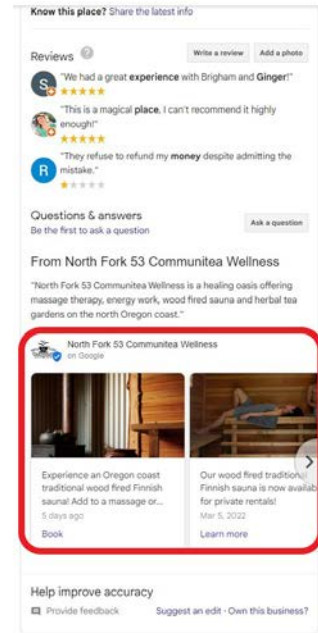 Know this place? Share the latest info
Reviews
Write a review
Add a photo
S
"We had a great experience with Brigham and Ginger!"
"This is a magical place, I can't recommend it highly
enough!"
R
"They refuse to refund my money despite admitting the
mistake."
Questions & answers
Be the first to ask a question
Ask a question
From North Fork 53 Communitea Wellness
"North Fork 53 Communitea Wellness is a healing oasis offering
massage therapy, energy work, wood fired sauna and herbal tea
gardens on the north Oregon coast."
North Fork 53 Communitea Wellness
on Google
Experience an Oregon coast
traditional wood fired Finnish
sauna! Add to a massage or...
5 days ago
Book
Our wood fired traditional
Finnish sauna is now availab
for private rentals!
Mar 5, 2022
Learn more
Help improve accuracy
Provide feedback
Suggest an edit · Own this business?